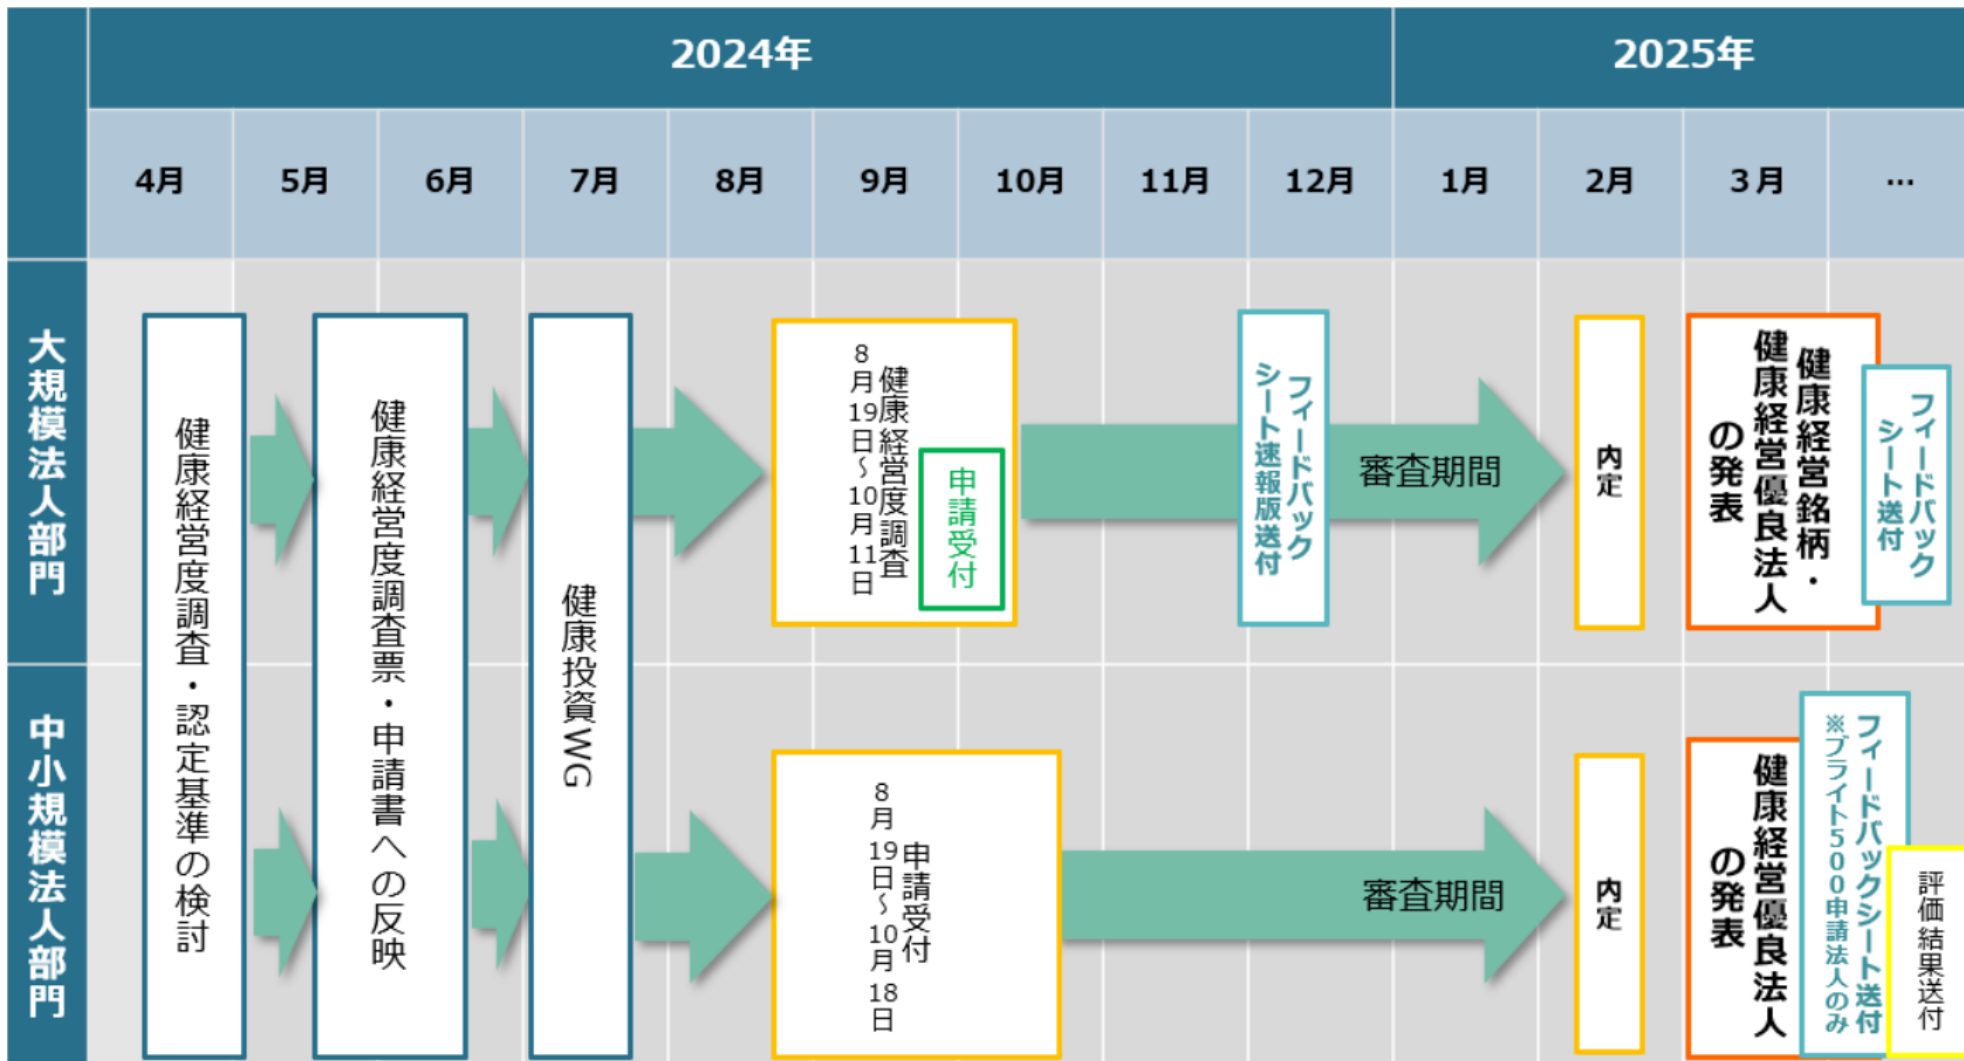 2024年
2025年
4月
5月
6月
7月
8月
9月
10月
11月
12月
1月
2月
3月
…
大規模法人部門
健康経営度調査・認定基準の検討
健康経営度調査票・申請書への反映
健康投資WG
健康経営度調査
8月19日～10月11日
申請受付
フィードバック
シート速報版送付
審査期間
内定
健康経営銘柄・
健康経営優良法人
の発表
フィードバック
シート送付
中小規模法人部門
申請受付
8月19日～10月18日
審査期間
内定
健康経営優良法人
の発表
フィードバックシート送付
※ブライト500申請法人のみ
評価結果送付